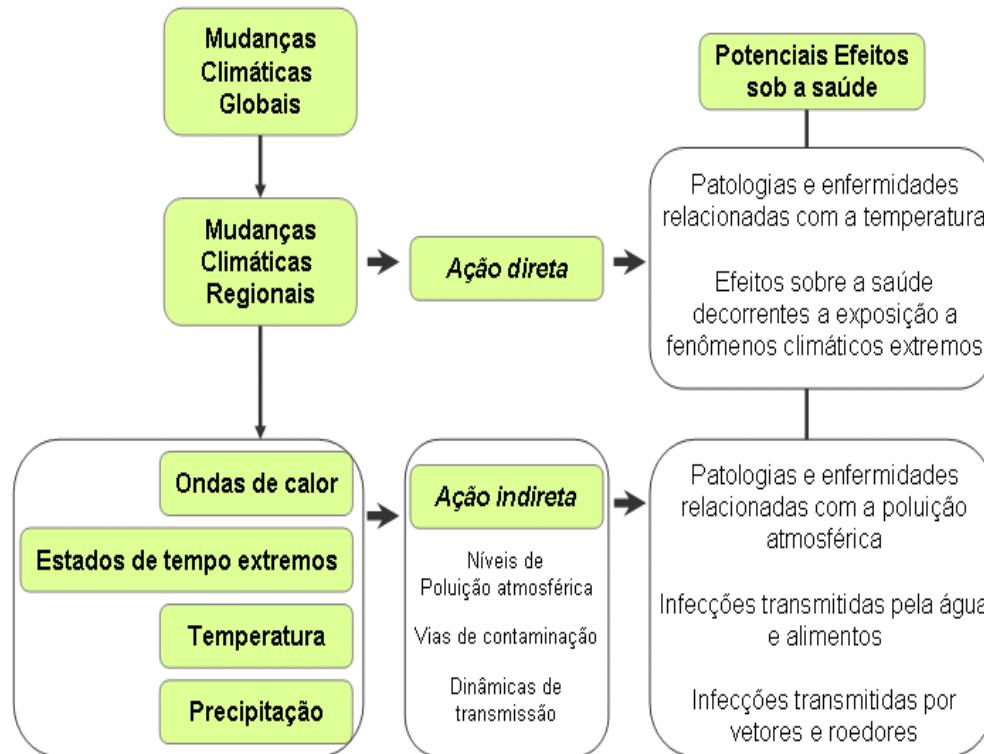 Mudanças
Climáticas
Globais
Potenciais Efeitos
sob a saúde
Mudanças
Climáticas
Regionais
Ação direta
Patologias e enfermidades
relacionadas com a temperatura
Efeitos sobre a saúde
decorrentes a exposição a
fenômenos climáticos extremos
Ondas de calor
Estados de tempo extremos
Temperatura
Precipitação
Ação indireta
Níveis de
Poluição atmosférica
Vias de contaminação
Dinâmicas de
transmissão
Patologias e enfermidades
relacionadas com a poluição
atmosférica
Infecções transmitidas pela água
e alimentos
Infecções transmitidas por
vetores e roedores